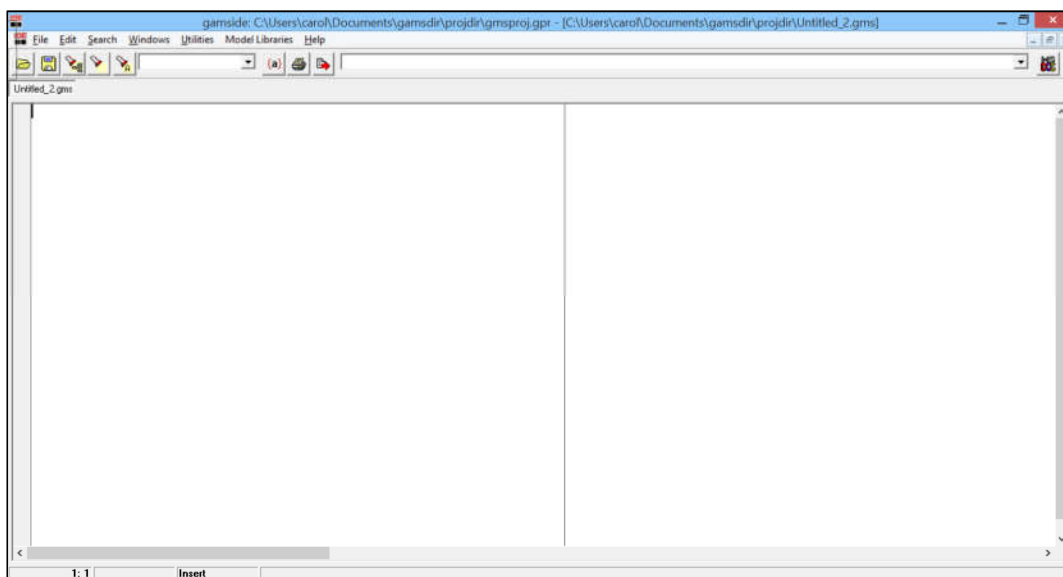 gamside: C:\Users\carol\Documents\gamsdir\projdir\gmsproj.gpr - [C:\Users\carol\Documents\gamsdir\projdir\Untitled_2.gms]
File Edit Search Windows Utilities Model Libraries Help
(a)
Untitled_2.gms
1: 1 Insert